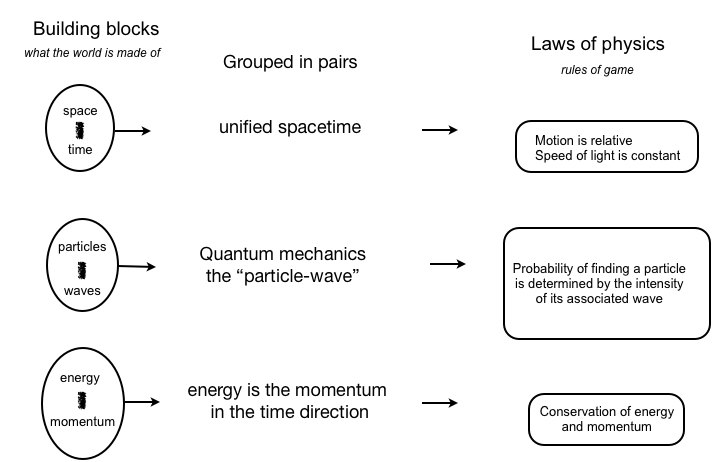 Building blocks
what the world is made of
Grouped in pairs
Laws of physics
rules of game
space
time
unified spacetime
Motion is relative
Speed of light is constant
particles
waves
Quantum mechanics
the “particle-wave”
Probability of finding a particle
is determined by the intensity
of its associated wave
energy
momentum
energy is the momentum
in the time direction
Conservation of energy
and momentum